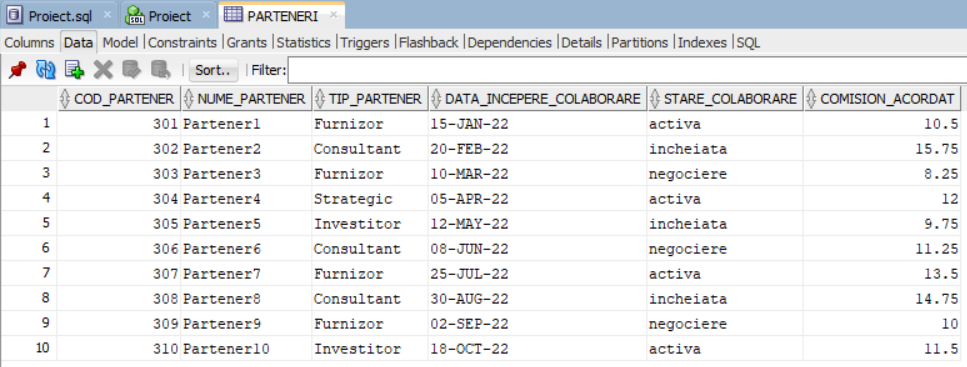 Proiect.sql Proiect PARTENERI
Columns Data Model Constraints Grants Statistics Triggers Flashback Dependencies Details Partitions Indexes SQL
SQL Sort.. Filter:
COD_PARTENER NUME_PARTENER TIP_PARTENER DATA_INCEPERE_COLABORARE STARE_COLABORARE COMISION_ACORDAT
1 301 Partener1 Furnizor 15-JAN-22 activa 10.5
2 302 Partener2 Consultant 20-FEB-22 incheiata 15.75
3 303 Partener3 Furnizor 10-MAR-22 negociere 8.25
4 304 Partener4 Strategic 05-APR-22 activa 12
5 305 Partener5 Investitor 12-MAY-22 incheiata 9.75
6 306 Partener6 Consultant 08-JUN-22 negociere 11.25
7 307 Partener7 Furnizor 25-JUL-22 activa 13.5
8 308 Partener8 Consultant 30-AUG-22 incheiata 14.75
9 309 Partener9 Furnizor 02-SEP-22 negociere 10
10 310 Partener10 Investitor 18-OCT-22 activa 11.5